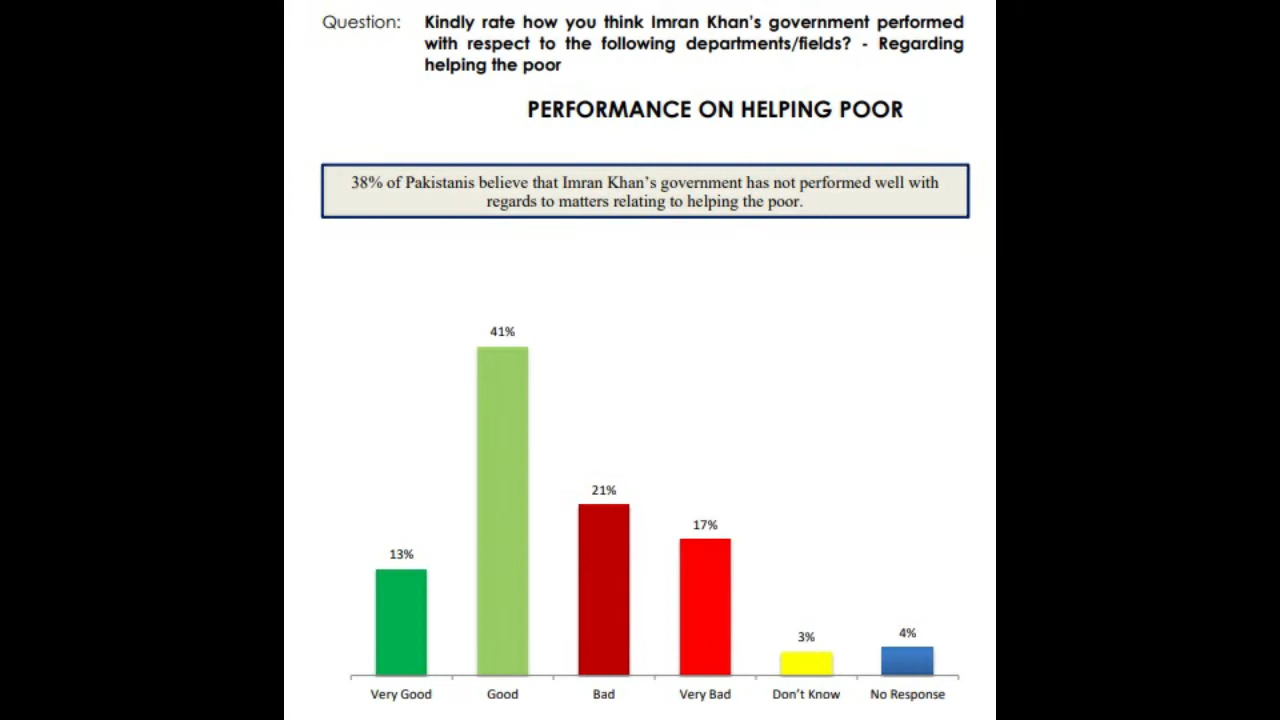 Question: Kindly rate how you think Imran Khan's government performed
with respect to the following departments/fields? - Regarding
helping the poor
PERFORMANCE ON HELPING POOR
38% of Pakistanis believe that Imran Khan's government has not performed well with
regards to matters relating to helping the poor.
13%
41%
21%
17%
3%
4%
Very Good
Good
Bad
Very Bad
Don't Know
No Response